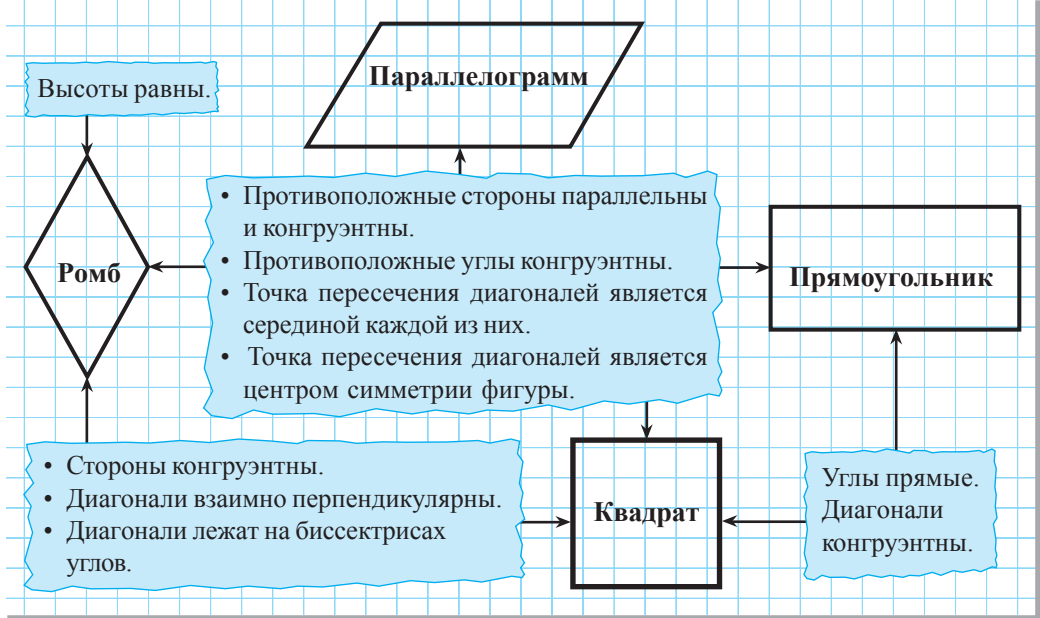 Параллелограмм
Высоты равны.
• Противоположные стороны параллельны
и конгруэнтны.
• Противоположные углы конгруэнтны.
• Точка пересечения диагоналей является
серединой каждой из них.
• Точка пересечения диагоналей является
центром симметрии фигуры.
Ромб
Прямоугольник
• Стороны конгруэнтны.
• Диагонали взаимно перпендикулярны.
• Диагонали лежат на биссектрисах
углов.
Квадрат
Углы прямые.
Диагонали
конгруэнтны.